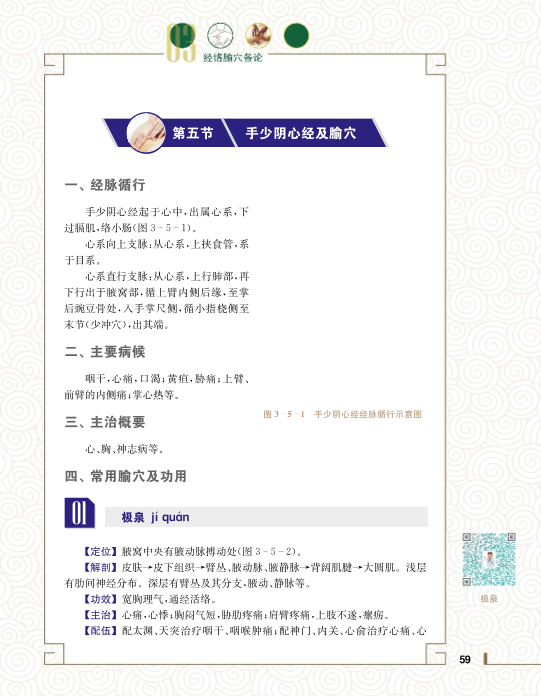 03
经络腧穴各论
第五节 手少阴心经及腧穴
一、经脉循行
手少阴心经起于心中,出属心系,下
过膈肌,络小肠(图3-5-1)。
心系向上支脉:从心系,上挟食管,系
于目系。
心系直行支脉:从心系,上行肺部,再
下行出于腋窝部,循上臂内侧后缘,至掌
后豌豆骨处,入手掌尺侧,循小指桡侧至
末节(少冲穴),出其端。
二、主要病候
咽干,心痛,口渴;黄疸,胁痛;上臂、
前臂的内侧痛;掌心热等。
图3-5-1 手少阴心经经脉循行示意图
三、主治概要
心、胸、神志病等。
四、常用腧穴及功用
01 极泉 jí quán
【定位】腋窝中央有腋动脉搏动处(图3-5-2)。
【解剖】皮肤→皮下组织→臂丛、腋动脉、腋静脉→背阔肌腱→大圆肌。浅层
有肋间神经分布。深层有臂丛及其分支,腋动、静脉等。
【功效】宽胸理气,通经活络。
【主治】心痛,心悸;胸闷气短,胁肋疼痛;肩臂疼痛,上肢不遂,瘰疬。
【配伍】配太渊、天突治疗咽干、咽喉肿痛;配神门、内关、心俞治疗心痛、心
极泉
59